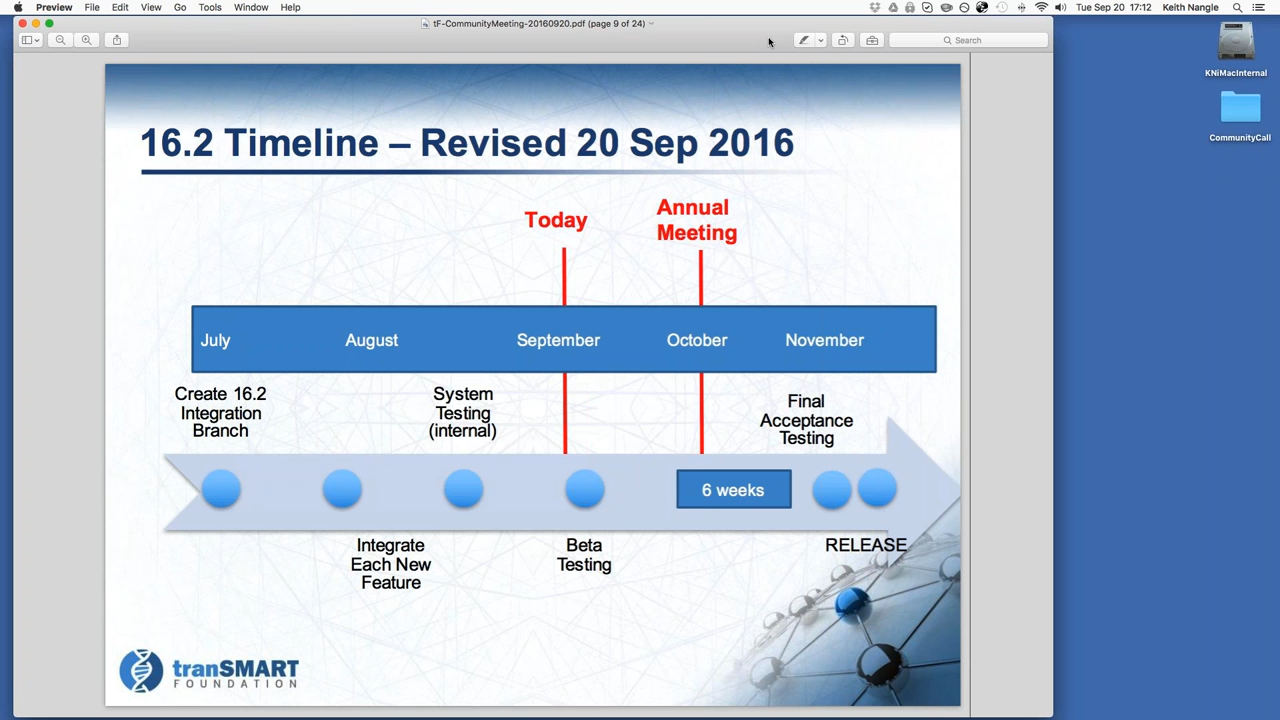 Preview File Edit View Go Tools Window Help Tue Sep 20 17:12 Keith Nangle
tF-CommunityMeeting-20160920.pdf (page 9 of 24)
Search
KNiMacInternal
CommunityCall
16.2 Timeline – Revised 20 Sep 2016
Today
Annual
Meeting
July August September October November
Create 16.2
Integration
Branch
System
Testing
(internal)
Final
Acceptance
Testing
6 weeks
Integrate
Each New
Feature
Beta
Testing
RELEASE
tranSMART
FOUNDATION